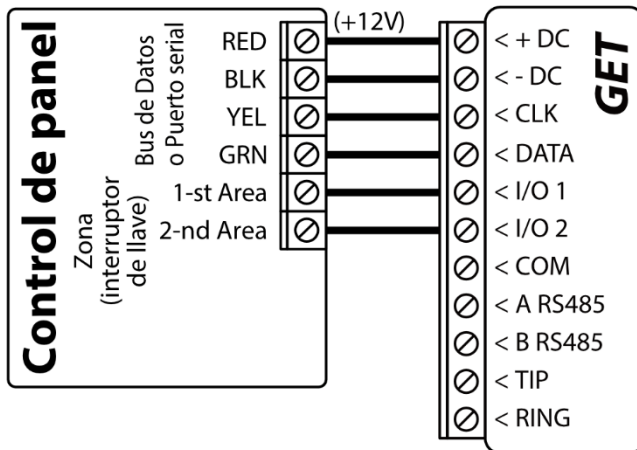 Control de panel
Bus de Datos
o Puerto serial
Zona
(interruptor
de llave)
RED
BLK
YEL
GRN
1-st Area
2-nd Area
(+12V)
< + DC
< - DC
< CLK
< DATA
< I/O 1
< I/O 2
< COM
< A RS485
< B RS485
< TIP
< RING
GET